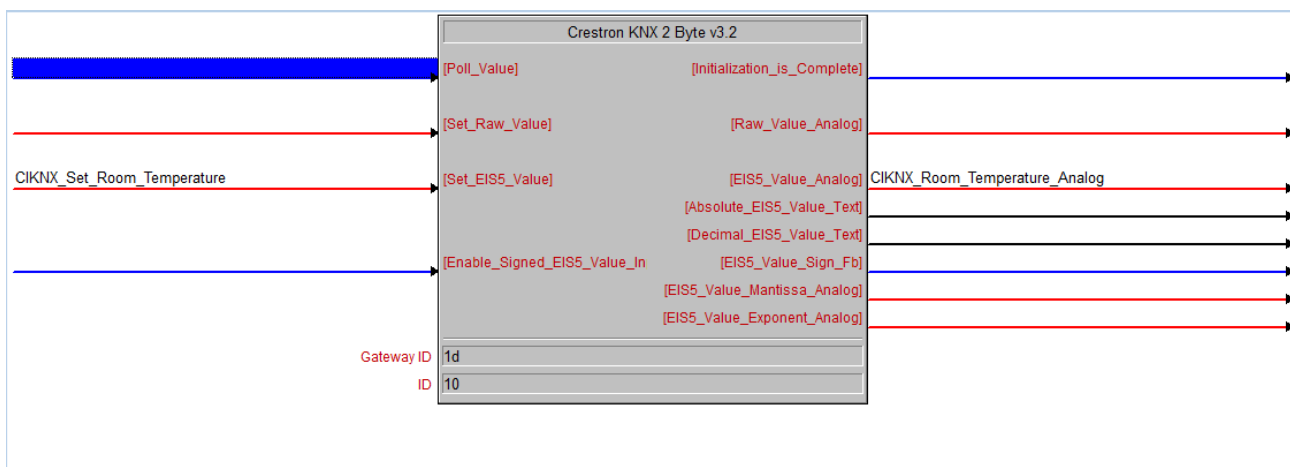 Crestron KNX 2 Byte v3.2
[Poll_Value] [Initialization_is_Complete]
[Set_Raw_Value] [Raw_Value_Analog]
CIKNX_Set_Room_Temperature [Set_EIS5_Value] [EIS5_Value_Analog] CIKNX_Room_Temperature_Analog
[Absolute_EIS5_Value_Text]
[Decimal_EIS5_Value_Text]
[Enable_Signed_EIS5_Value_In [EIS5_Value_Sign_Fb]
[EIS5_Value_Mantissa_Analog]
[EIS5_Value_Exponent_Analog]
Gateway ID 1d
ID 10